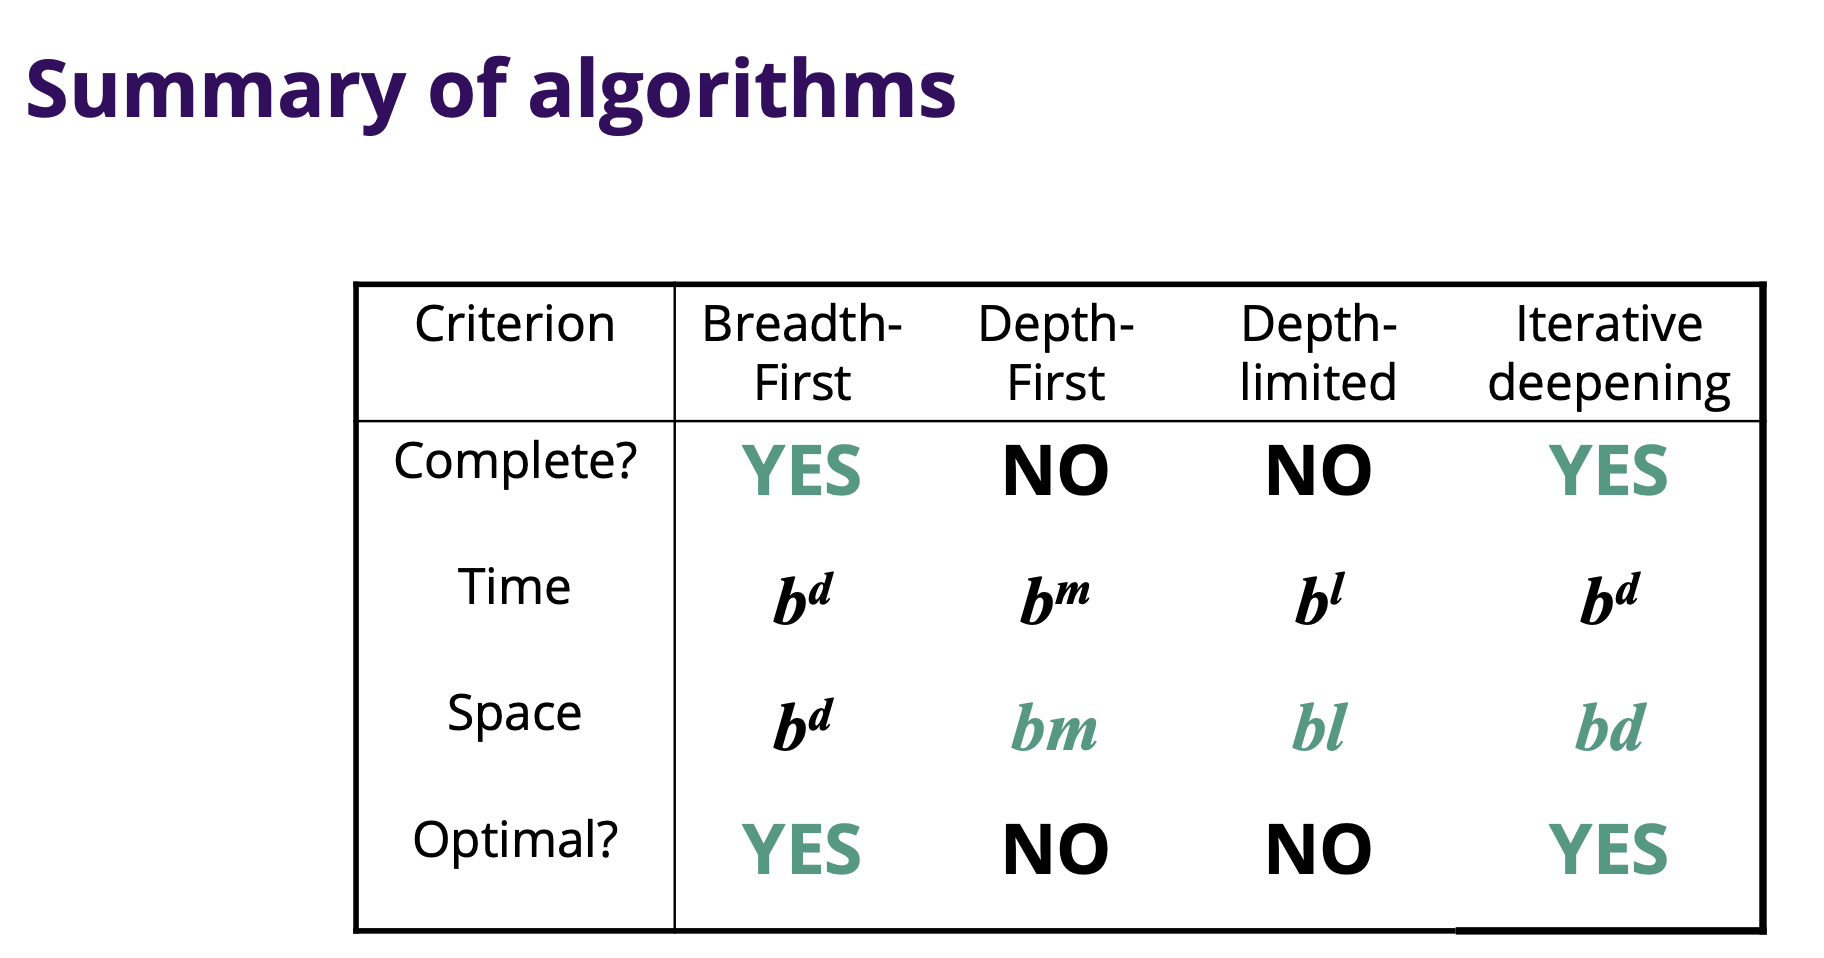 Summary of algorithms
Criterion Breadth- Depth- Depth- Iterative
First First limited deepening
Complete? YES NO NO YES
Time b^d b^m b^l b^d
Space b^d bm bl bd
Optimal? YES NO NO YES